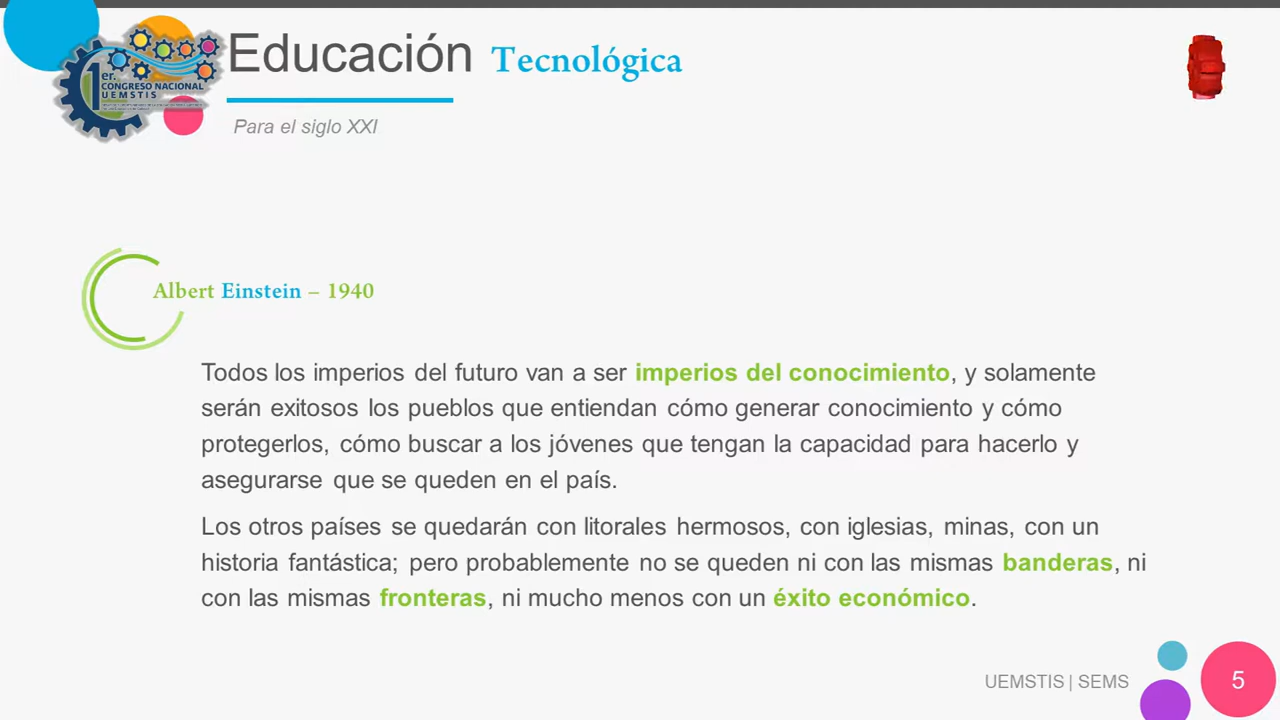 Educación Tecnológica
Para el siglo XXI
1er.
CONGRESO NACIONAL
UEMSTIS
Albert Einstein – 1940
Todos los imperios del futuro van a ser imperios del conocimiento, y solamente
serán exitosos los pueblos que entiendan cómo generar conocimiento y cómo
protegerlos, cómo buscar a los jóvenes que tengan la capacidad para hacerlo y
asegurarse que se queden en el país.
Los otros países se quedarán con litorales hermosos, con iglesias, minas, con un
historia fantástica; pero probablemente no se queden ni con las mismas banderas, ni
con las mismas fronteras, ni mucho menos con un éxito económico.
UEMSTIS | SEMS
5